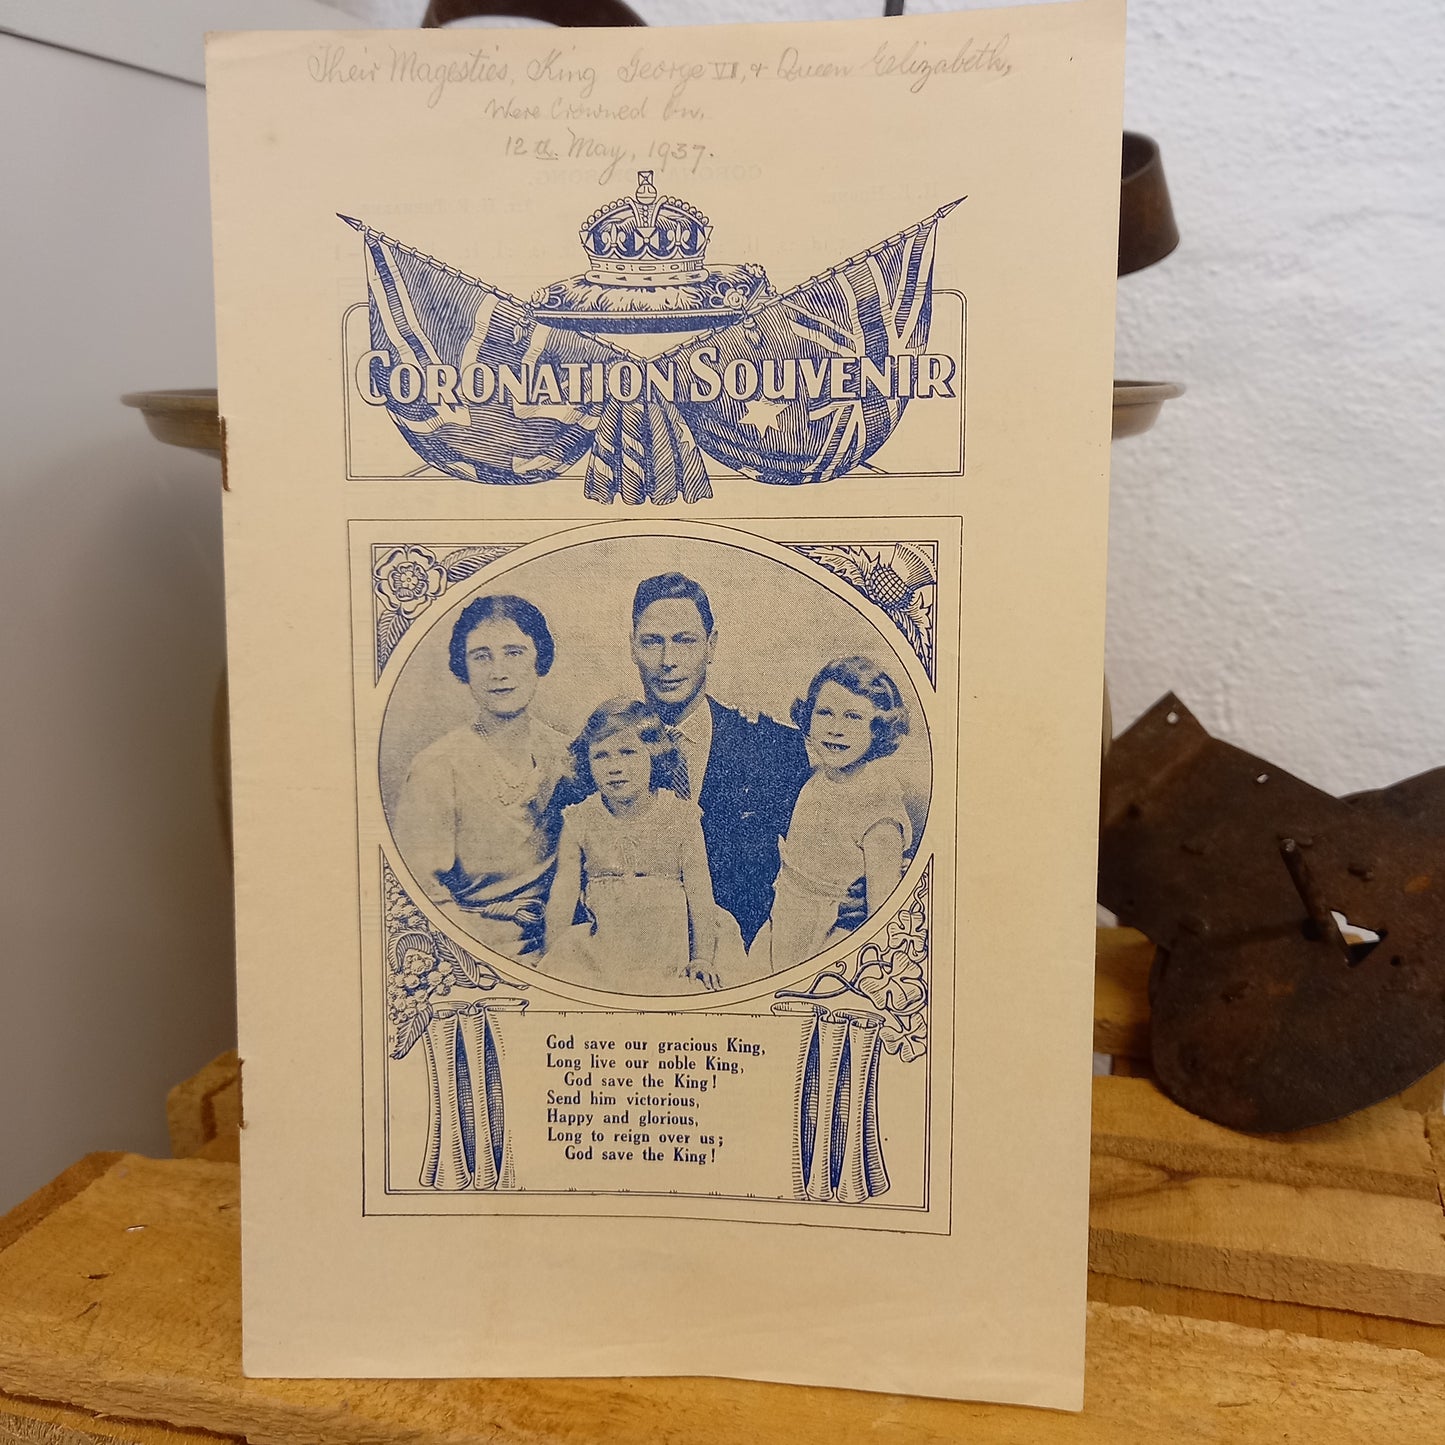 Their Magesties, King George VI, & Queen Eelizabeth,
Were Crowned On,
12th May, 1937.
CORONATION SOUVENIR
God save our gracious King,
Long live our noble King,
God save the King!
Send him victorious,
Happy and glorious,
Long to reign over us;
God save the King!
H